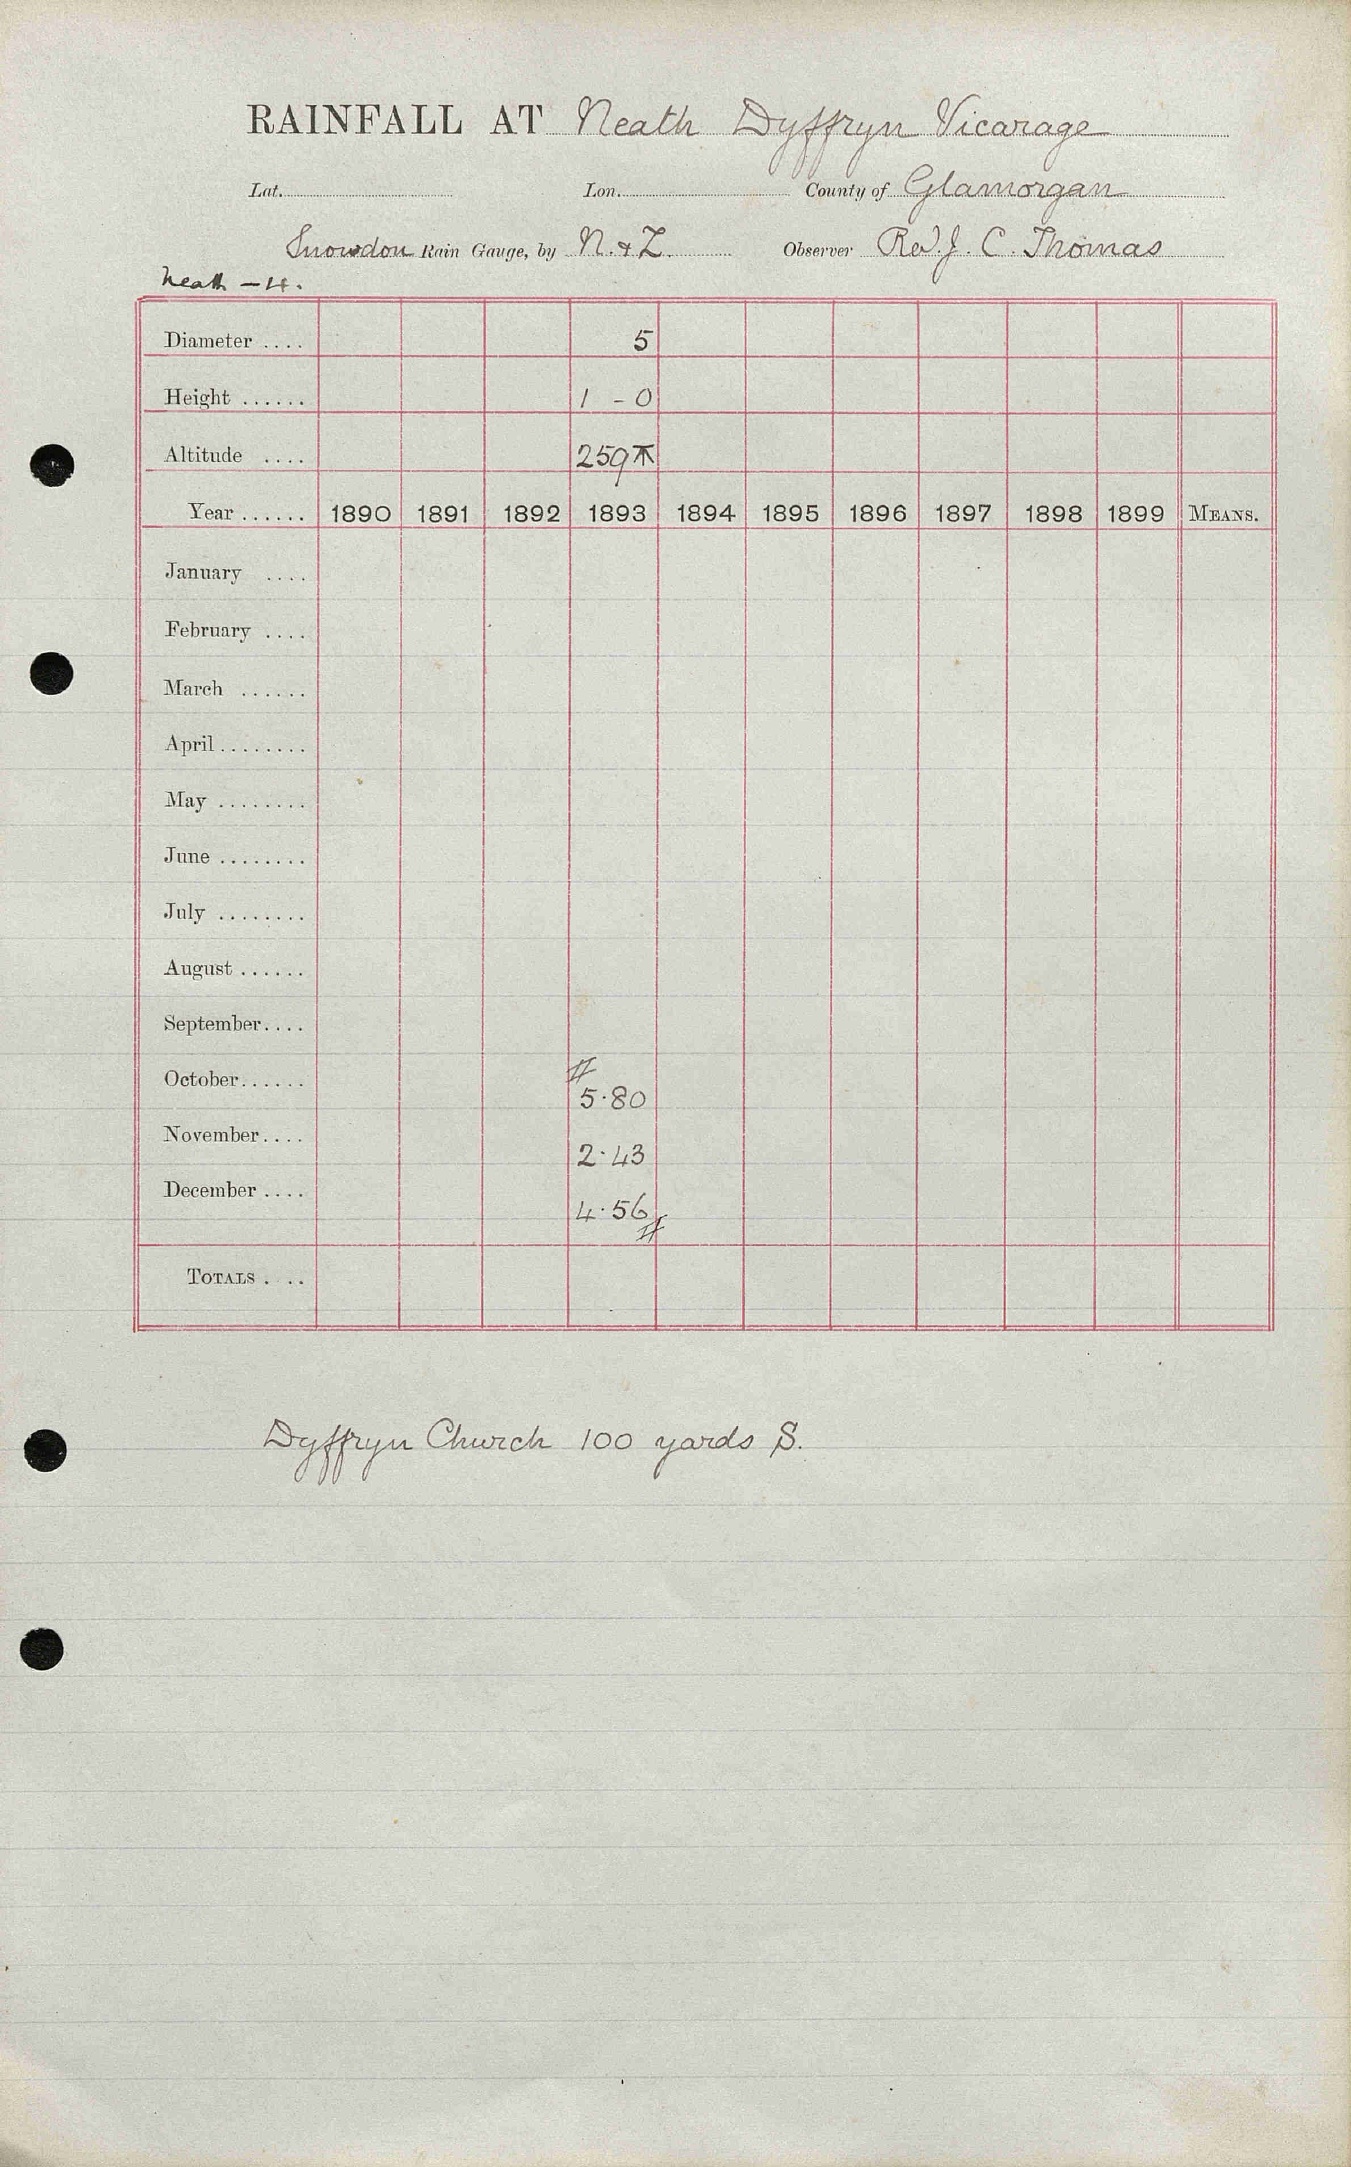 RAINFALL AT Neath Dyffryn Vicarage
Lat. Lon. County of Glamorgan
Snowdon Rain Gauge, by N. & Z. Observer Rev. J. C. Thomas
Neath - 4.
Diameter .... 5
Height ...... 1 - 0
Altitude .... 259
Year ...... 1890 1891 1892 1893 1894 1895 1896 1897 1898 1899 MEANS.
January ....
February ....
March ......
April ........
May ........
June ........
July ........
August ......
September ....
October ...... 5.80
November .... 2.43
December .... 4.56
TOTALS . ..
Dyffryn Church 100 yards S.